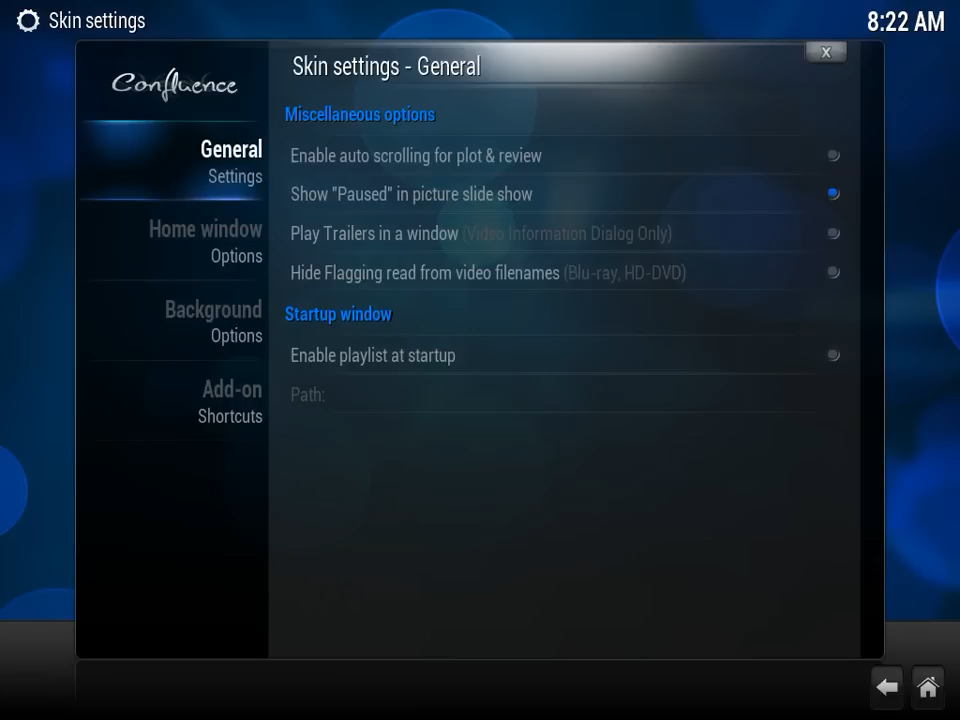 Skin settings
8:22 AM
Confluence
Skin settings - General
X
General
Settings
Home window
Options
Background
Options
Add-on
Shortcuts
Miscellaneous options
Enable auto scrolling for plot & review
Show "Paused" in picture slide show
Play Trailers in a window (Video Information Dialog Only)
Hide Flagging read from video filenames (Blu-ray, HD-DVD)
Startup window
Enable playlist at startup
Path: